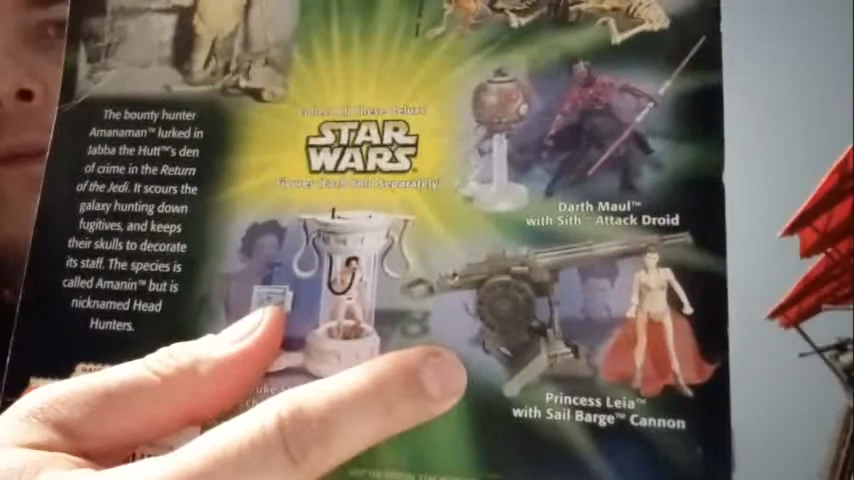 The bounty hunter
Amanaman™ lurked in
Jabba the Hutt™'s den
of crime in the Return
of the Jedi. It scours the
galaxy hunting down
fugitives, and keeps
their skulls to decorate
its staff. The species is
called Amanin™ but is
nicknamed Head
Hunters.
Collect all these Deluxe
STAR
WARS
Figures (Each Sold Separately)
Darth Maul™
with Sith™ Attack Droid
Princess Leia™
with Sail Barge™ Cannon